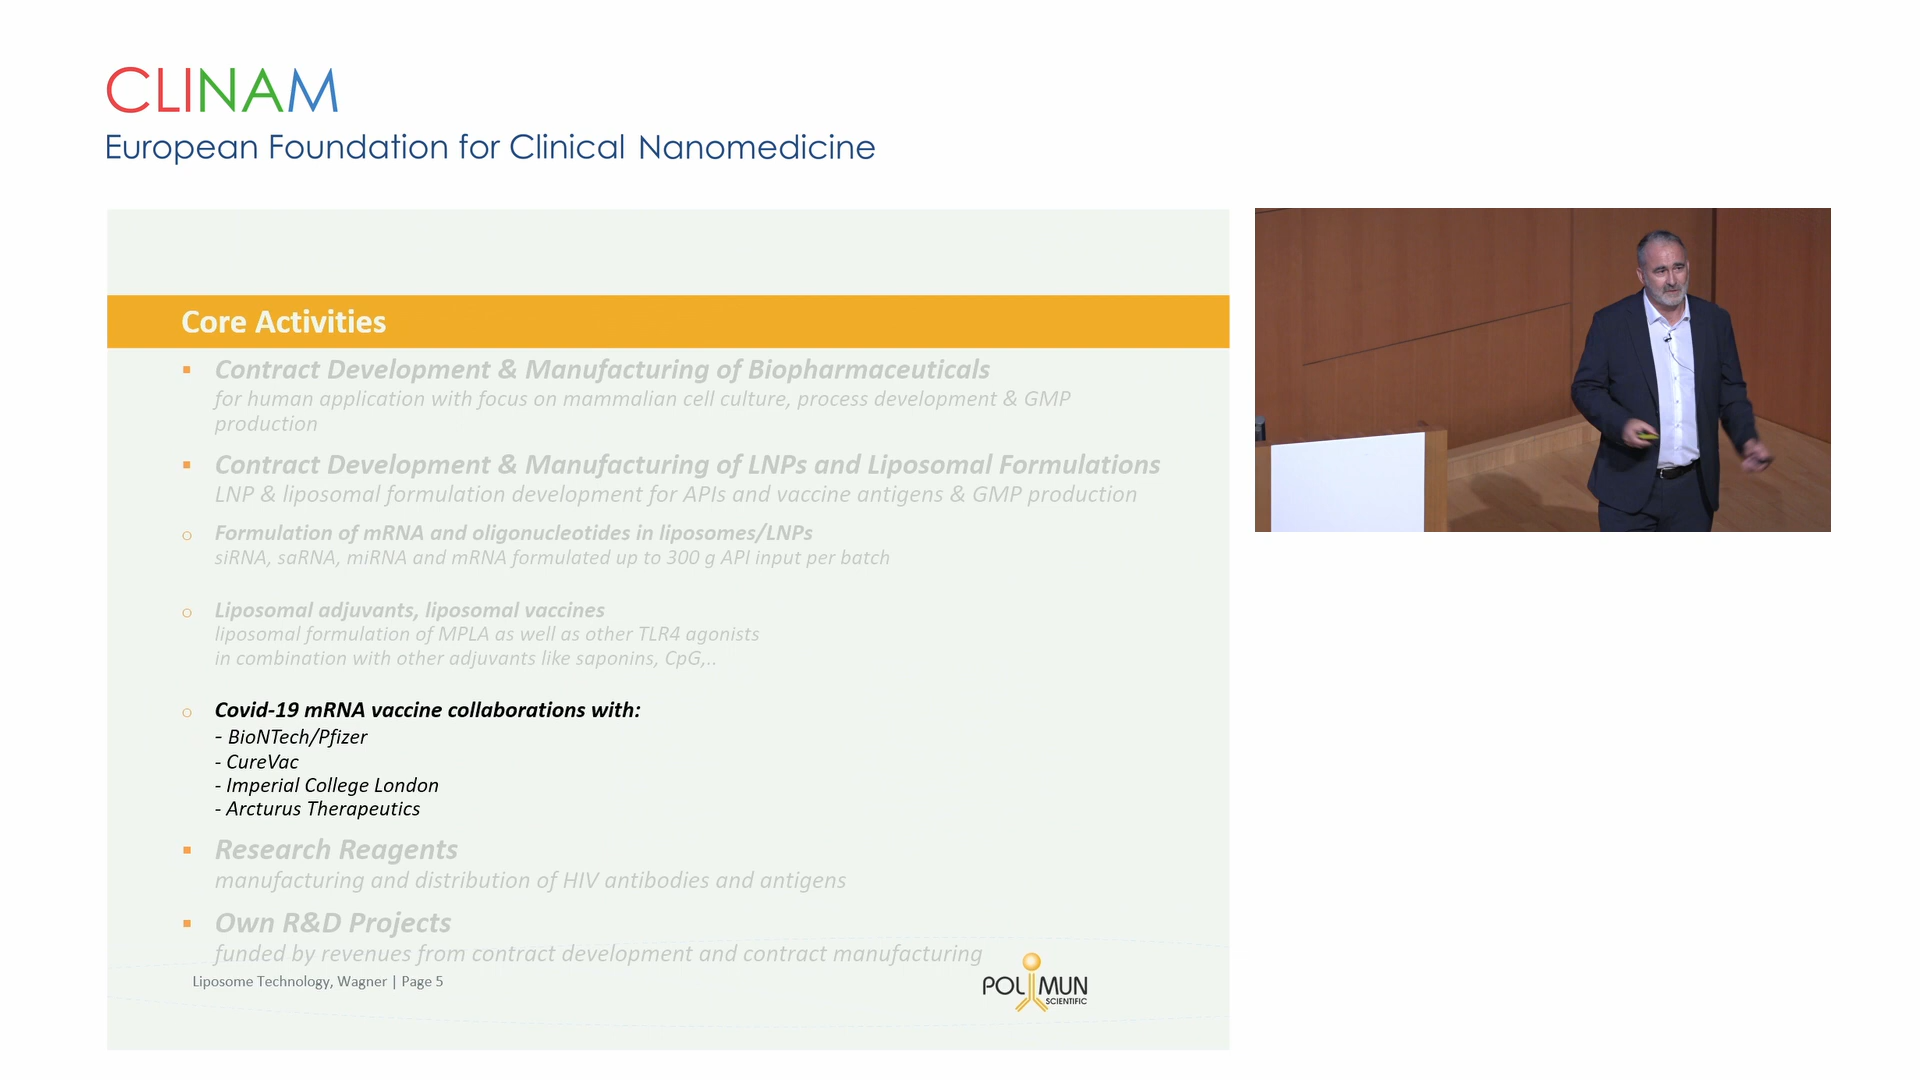 CLINAM
European Foundation for Clinical Nanomedicine
Core Activities
Contract Development & Manufacturing of Biopharmaceuticals
for human application with focus on mammalian cell culture, process development & GMP
production
Contract Development & Manufacturing of LNPs and Liposomal Formulations
LNP & liposomal formulation development for APIs and vaccine antigens & GMP production
Formulation of mRNA and oligonucleotides in liposomes/LNPs
siRNA, saRNA, miRNA and mRNA formulated up to 300 g API input per batch
Liposomal adjuvants, liposomal vaccines
liposomal formulation of MPLA as well as other TLR4 agonists
in combination with other adjuvants like saponins, CpG,..
Covid-19 mRNA vaccine collaborations with:
- BioNTech/Pfizer
- CureVac
- Imperial College London
- Arcturus Therapeutics
Research Reagents
manufacturing and distribution of HIV antibodies and antigens
Own R&D Projects
funded by revenues from contract development and contract manufacturing
Liposome Technology, Wagner | Page 5
POLYMUN
SCIENTIFIC